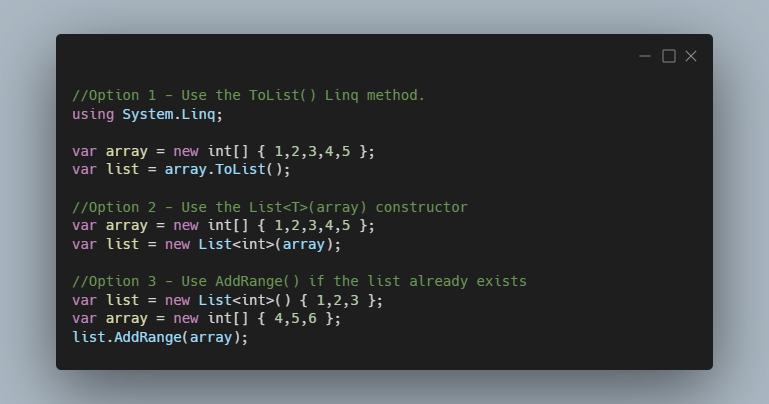 //Option 1 - Use the ToList() Linq method.
using System.Linq;

var array = new int[] { 1,2,3,4,5 };
var list = array.ToList();

//Option 2 - Use the List<T>(array) constructor
var array = new int[] { 1,2,3,4,5 };
var list = new List<int>(array);

//Option 3 - Use AddRange() if the list already exists
var list = new List<int>() { 1,2,3 };
var array = new int[] { 4,5,6 };
list.AddRange(array);